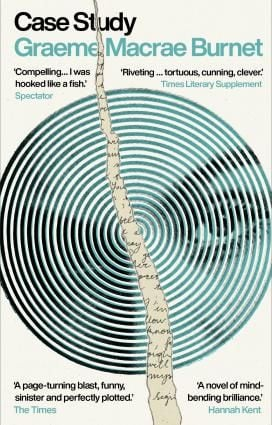 Case Study
Graeme Macrae Burnet
‘Compelling... I was
hooked like a fish.’
Spectator
‘Riveting ... tortuous, cunning, clever.’
Times Literary Supplement
know
‘A page-turning blast, funny,
sinister and perfectly plotted.’
The Times
‘A novel of mind-
bending brilliance.’
Hannah Kent